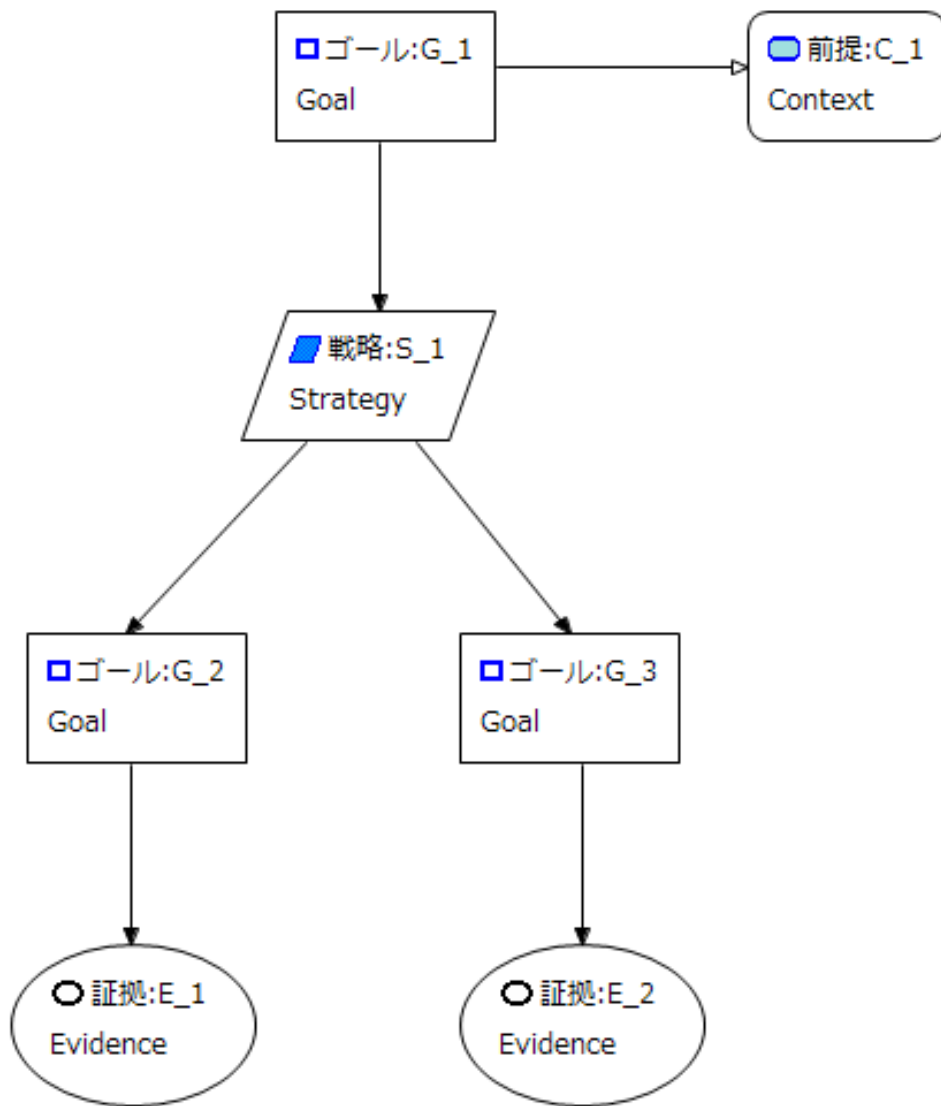 ゴール:G_1
Goal
前提:C_1
Context
戦略:S_1
Strategy
ゴール:G_2
Goal
ゴール:G_3
Goal
証拠:E_1
Evidence
証拠:E_2
Evidence